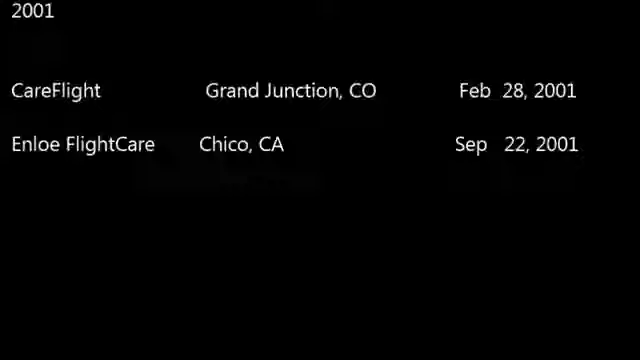 2001
CareFlight Grand Junction, CO Feb 28, 2001
Enloe FlightCare Chico, CA Sep 22, 2001